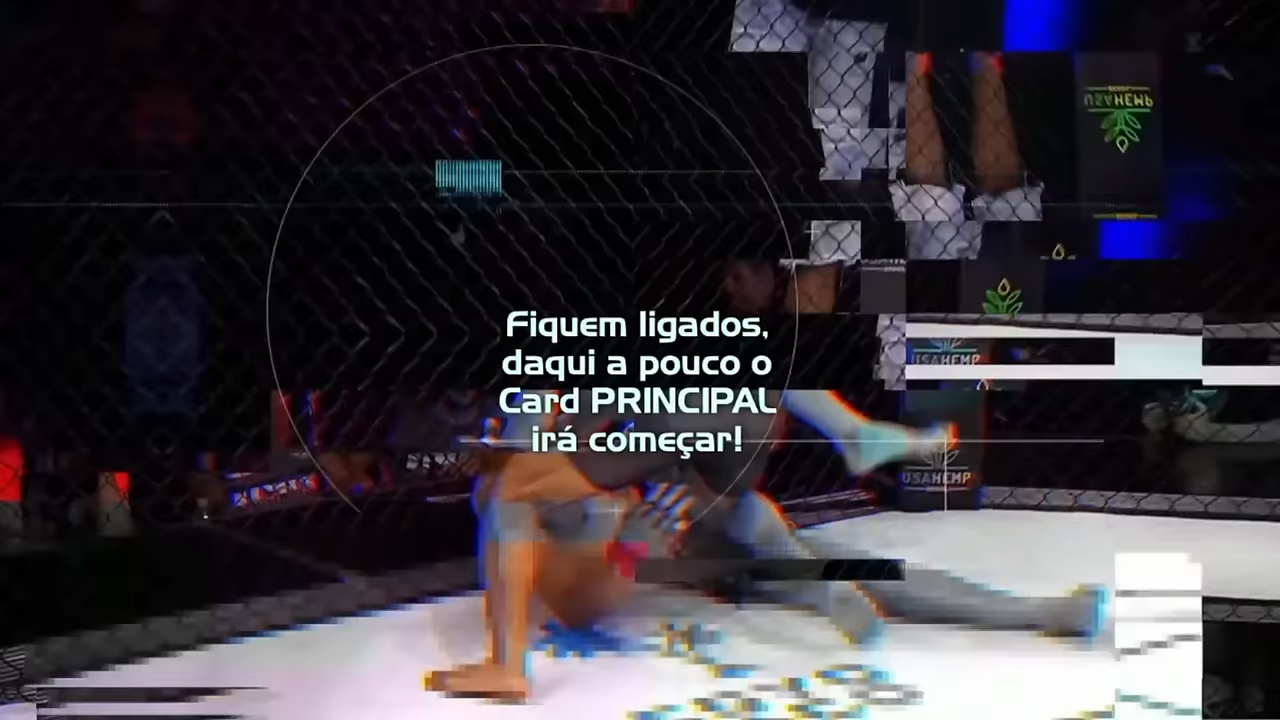 USAHEMP
Fiquem ligados,
daqui a pouco o
Card PRINCIPAL
irá começar!
USAHEMP
USAHEMP